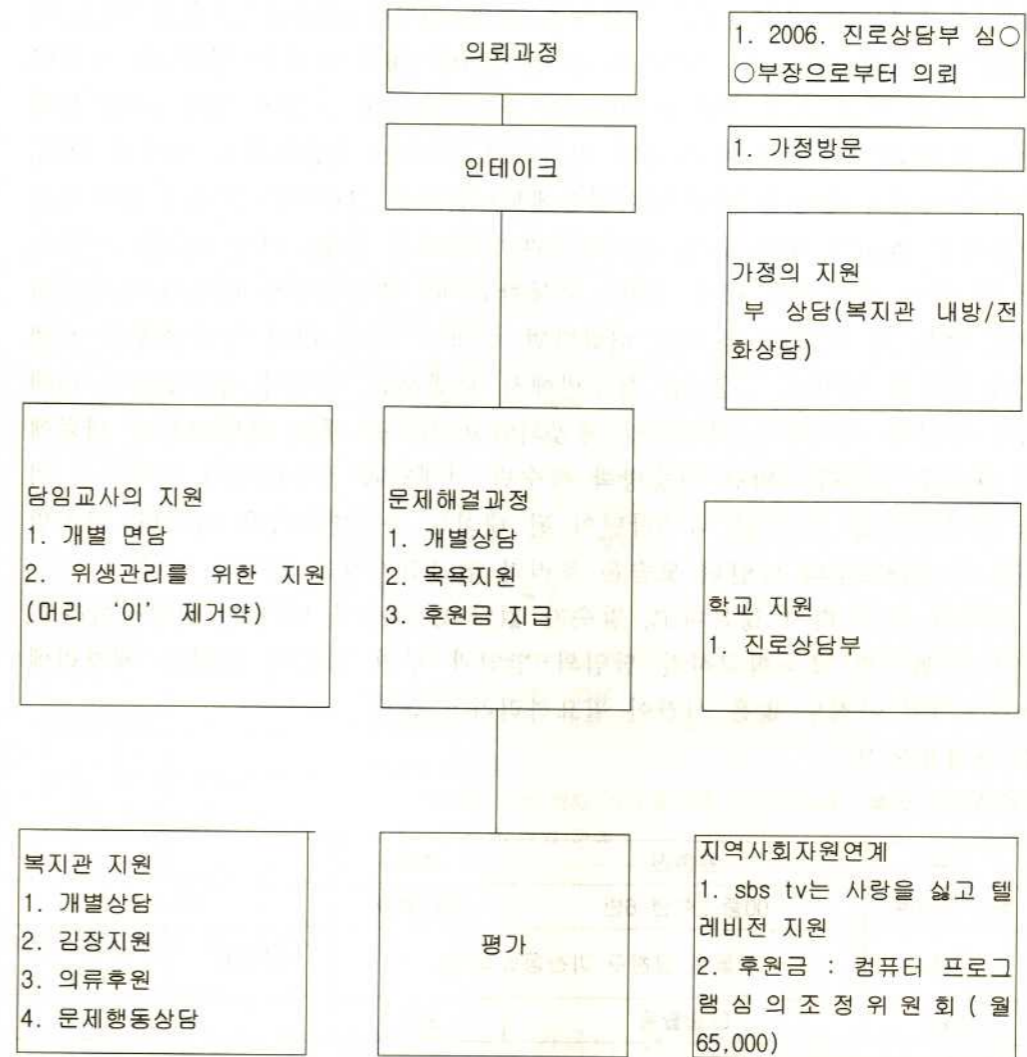 의뢰과정
1. 2006. 진로상담부 심○
○부장으로부터 의뢰
인테이크
1. 가정방문
가정의 지원
부 상담(복지관 내방/전
화상담)
담임교사의 지원
1. 개별 면담
2. 위생관리를 위한 지원
(머리 ‘이’ 제거약)
문제해결과정
1. 개별상담
2. 목욕지원
3. 후원금 지급
학교 지원
1. 진로상담부
복지관 지원
1. 개별상담
2. 김장지원
3. 의류후원
4. 문제행동상담
평가
지역사회자원연계
1. sbs tv는 사랑을 싫고 텔
레비전 지원
2. 후원금 : 컴퓨터 프로그
램심의조정위원회(월
65,000)